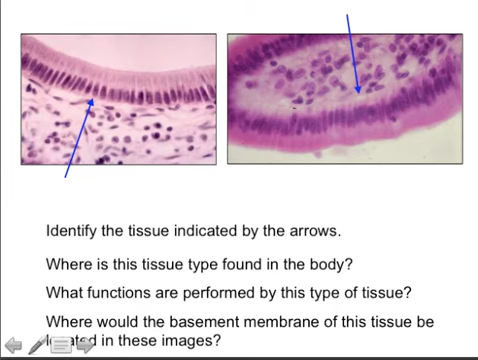 Identify the tissue indicated by the arrows.
Where is this tissue type found in the body?
What functions are performed by this type of tissue?
Where would the basement membrane of this tissue be
located in these images?